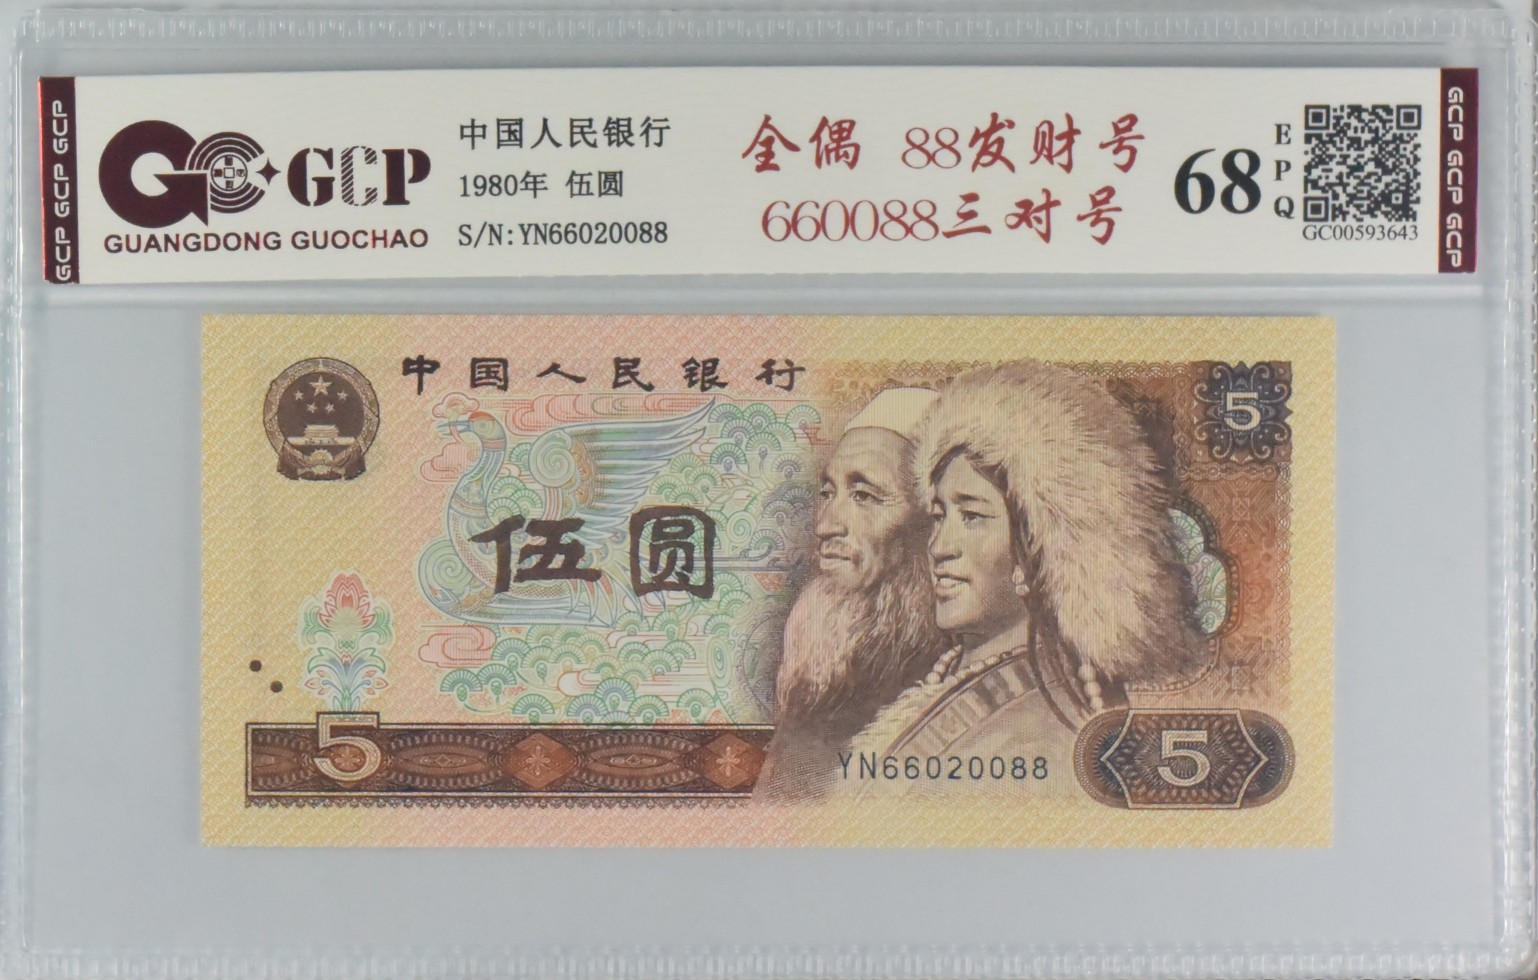 GCP GCP GCP
GCP
GUANGDONG GUOCHAO
中国人民银行
1980年 伍圆
S/N:YN66020088
全偶 88发财号
660088三对号
68
EPQ
GC00593643
GCP GCP GCP
中国人民银行
5
伍圆
5
YN66020088
5